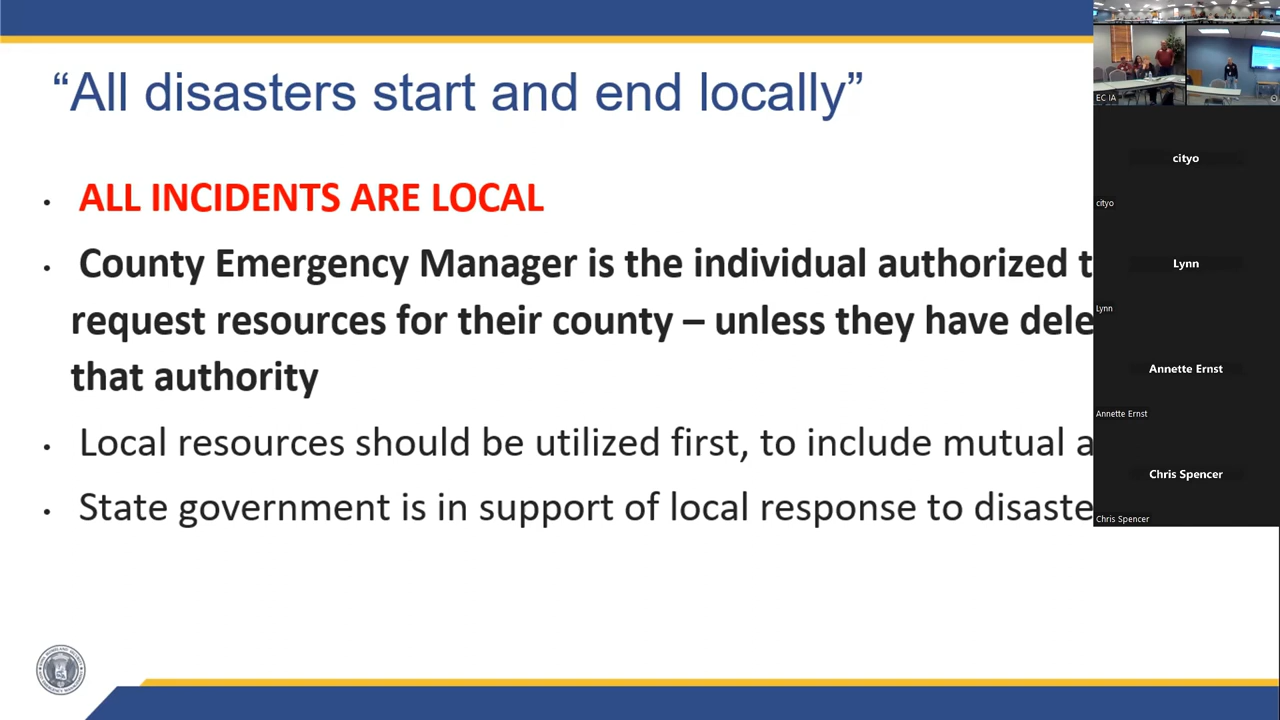 “All disasters start and end locally”
• ALL INCIDENTS ARE LOCAL
• County Emergency Manager is the individual authorized t
request resources for their county – unless they have dele
that authority
• Local resources should be utilized first, to include mutual a
• State government is in support of local response to disaste
EC IA
cityo
cityo
Lynn
Lynn
Annette Ernst
Annette Ernst
Chris Spencer
Chris Spencer